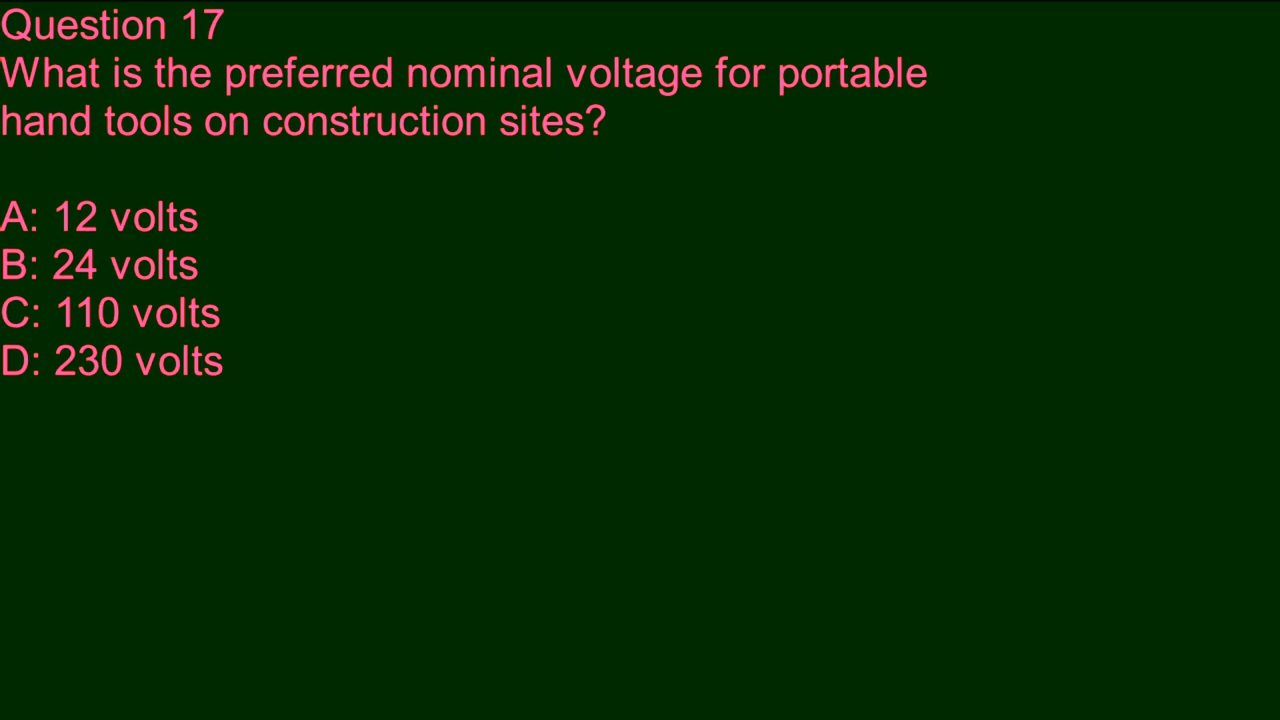 Question 17
What is the preferred nominal voltage for portable
hand tools on construction sites?
A: 12 volts
B: 24 volts
C: 110 volts
D: 230 volts